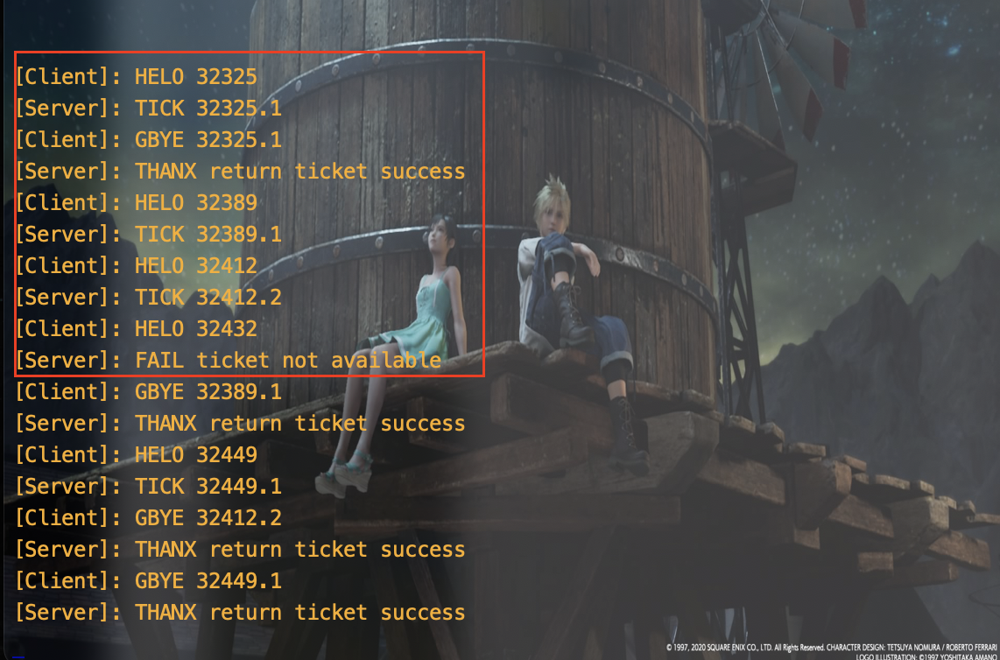 [Client]: HELO 32325
[Server]: TICK 32325.1
[Client]: GBYE 32325.1
[Server]: THANX return ticket success
[Client]: HELO 32389
[Server]: TICK 32389.1
[Client]: HELO 32412
[Server]: TICK 32412.2
[Client]: HELO 32432
[Server]: FAIL ticket not available
[Client]: GBYE 32389.1
[Server]: THANX return ticket success
[Client]: HELO 32449
[Server]: TICK 32449.1
[Client]: GBYE 32412.2
[Server]: THANX return ticket success
[Client]: GBYE 32449.1
[Server]: THANX return ticket success
© 1997, 2020 SQUARE ENIX CO., LTD. All Rights Reserved. CHARACTER DESIGN: TETSUYA NOMURA / ROBERTO FERRARI
LOGO ILLUSTRATION: ©1997 YOSHITAKA AMANO